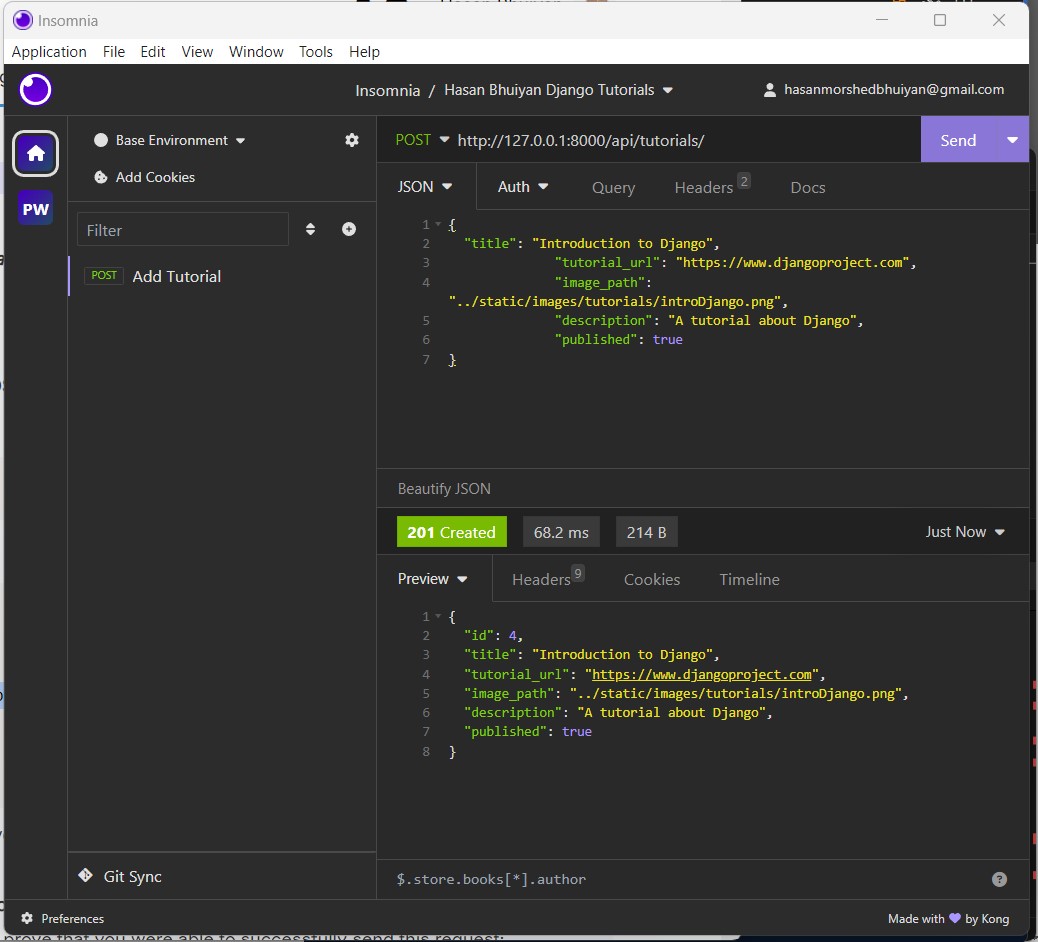 Insomnia
Application File Edit View Window Tools Help
Insomnia / Hasan Bhuiyan Django Tutorials hasanmorshedbhuiyan@gmail.com
Base Environment
Add Cookies
PW
Filter
POST Add Tutorial
POST http://127.0.0.1:8000/api/tutorials/ Send
JSON Auth Query Headers 2 Docs
1 {
2 "title": "Introduction to Django",
3 "tutorial_url": "https://www.djangoproject.com",
4 "image_path":
"../static/images/tutorials/introDjango.png",
5 "description": "A tutorial about Django",
6 "published": true
7 }
Beautify JSON
201 Created 68.2 ms 214 B Just Now
Preview Headers 9 Cookies Timeline
1 {
2 "id": 4,
3 "title": "Introduction to Django",
4 "tutorial_url": "https://www.djangoproject.com",
5 "image_path": "../static/images/tutorials/introDjango.png",
6 "description": "A tutorial about Django",
7 "published": true
8 }
Git Sync
$.store.books[*].author ?
Preferences Made with 💜 by Kong
prove that you were able to successfully send this request: